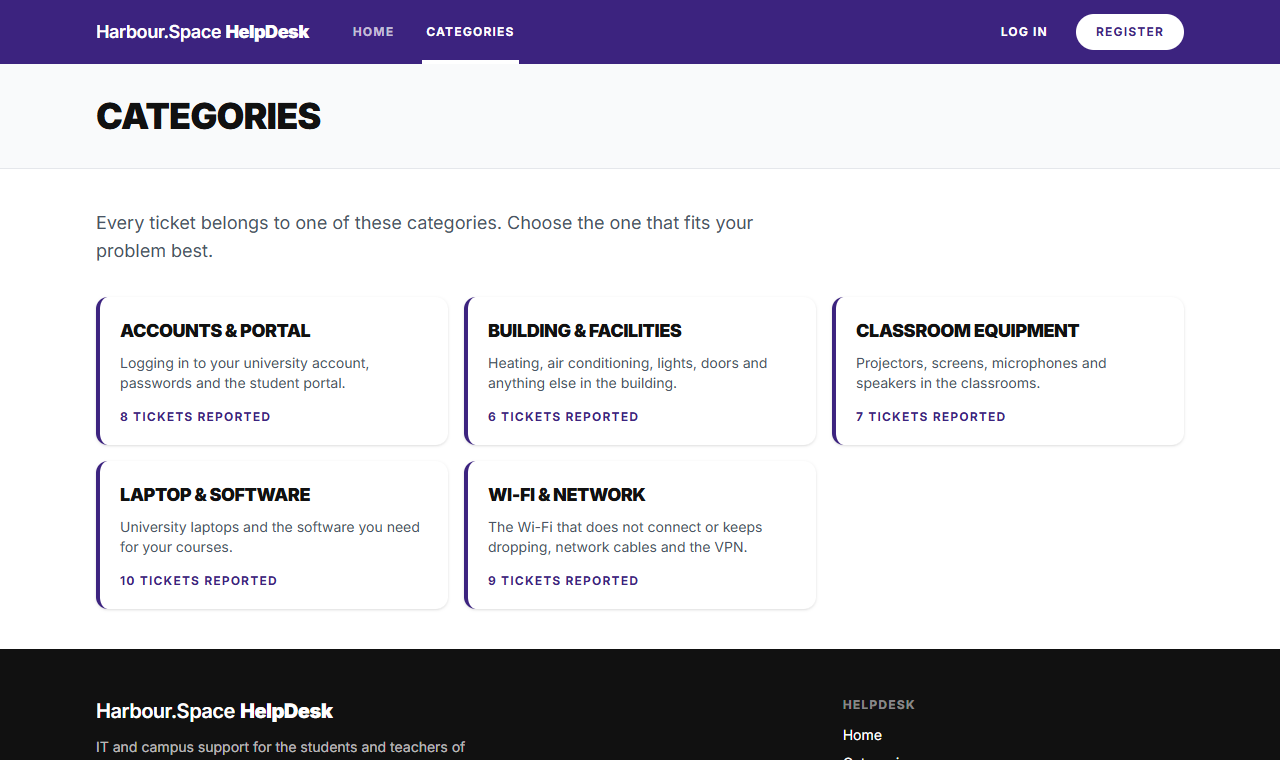 Harbour.Space HelpDesk
HOME
CATEGORIES
LOG IN
REGISTER
CATEGORIES
Every ticket belongs to one of these categories. Choose the one that fits your
problem best.
ACCOUNTS & PORTAL
Logging in to your university account,
passwords and the student portal.
8 TICKETS REPORTED
BUILDING & FACILITIES
Heating, air conditioning, lights, doors and
anything else in the building.
6 TICKETS REPORTED
CLASSROOM EQUIPMENT
Projectors, screens, microphones and
speakers in the classrooms.
7 TICKETS REPORTED
LAPTOP & SOFTWARE
University laptops and the software you need
for your courses.
10 TICKETS REPORTED
WI-FI & NETWORK
The Wi-Fi that does not connect or keeps
dropping, network cables and the VPN.
9 TICKETS REPORTED
Harbour.Space HelpDesk
IT and campus support for the students and teachers of
HELPDESK
Home